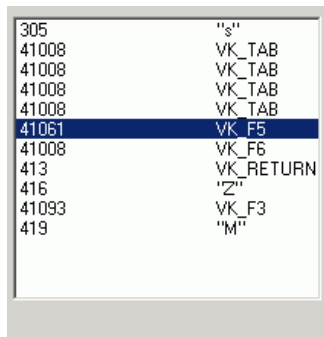 305 "s"
41008 VK_TAB
41008 VK_TAB
41008 VK_TAB
41008 VK_TAB
41061 VK_F5
41008 VK_F6
413 VK_RETURN
416 "Z"
41093 VK_F3
419 "M"